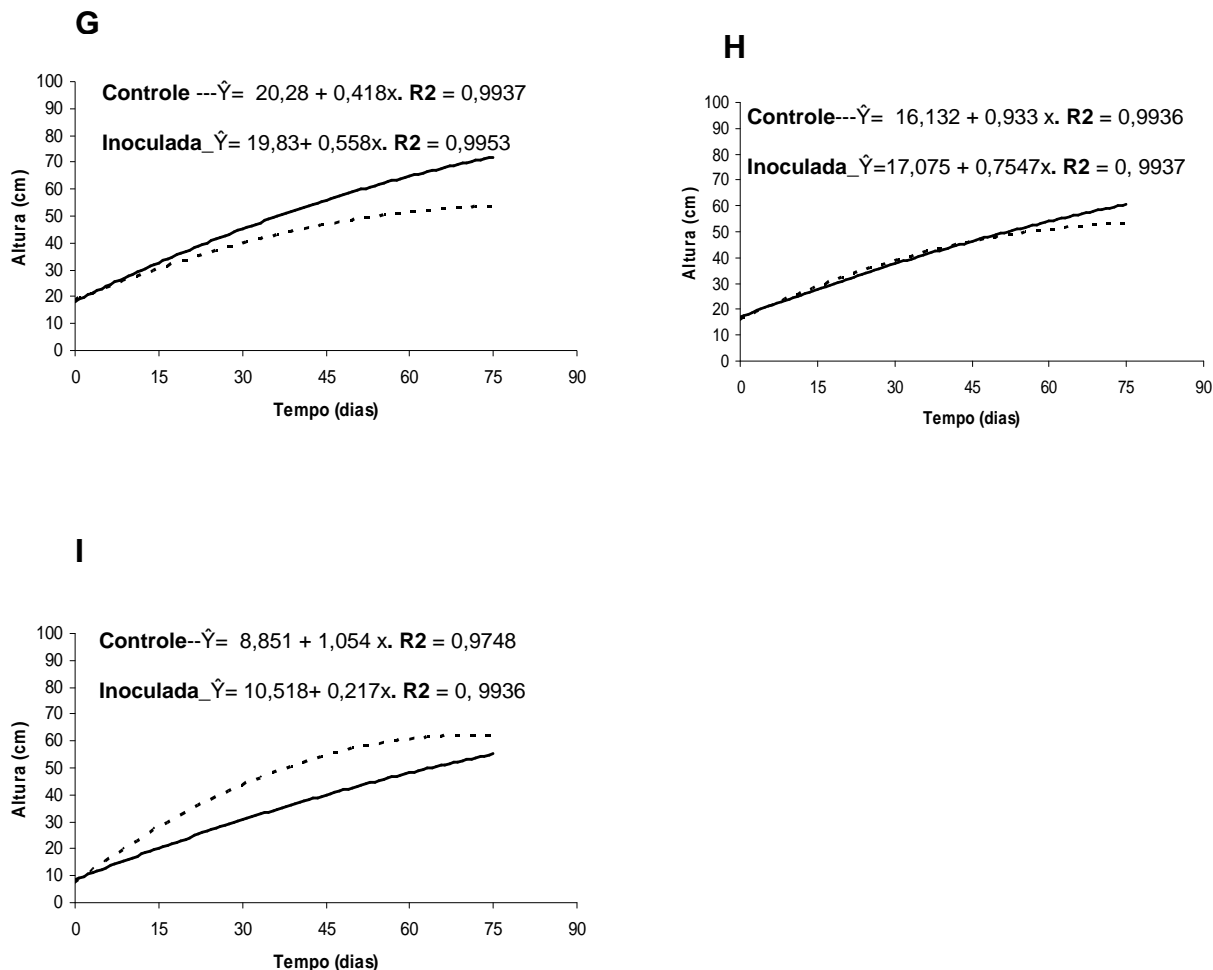 G
Controle ---Ŷ= 20,28 + 0,418x. R2 = 0,9937
Inoculada_Ŷ= 19,83+ 0,558x. R2 = 0,9953
Altura (cm)
100
90
80
70
60
50
40
30
20
10
0
0 15 30 45 60 75 90
Tempo (dias)
H
Controle---Ŷ= 16,132 + 0,933 x. R2 = 0,9936
Inoculada_Ŷ=17,075 + 0,7547x. R2 = 0, 9937
Altura (cm)
100
90
80
70
60
50
40
30
20
10
0
0 15 30 45 60 75 90
Tempo (dias)
I
Controle--Ŷ= 8,851 + 1,054 x. R2 = 0,9748
Inoculada_Ŷ= 10,518+ 0,217x. R2 = 0, 9936
Altura (cm)
100
90
80
70
60
50
40
30
20
10
0
0 15 30 45 60 75 90
Tempo (dias)